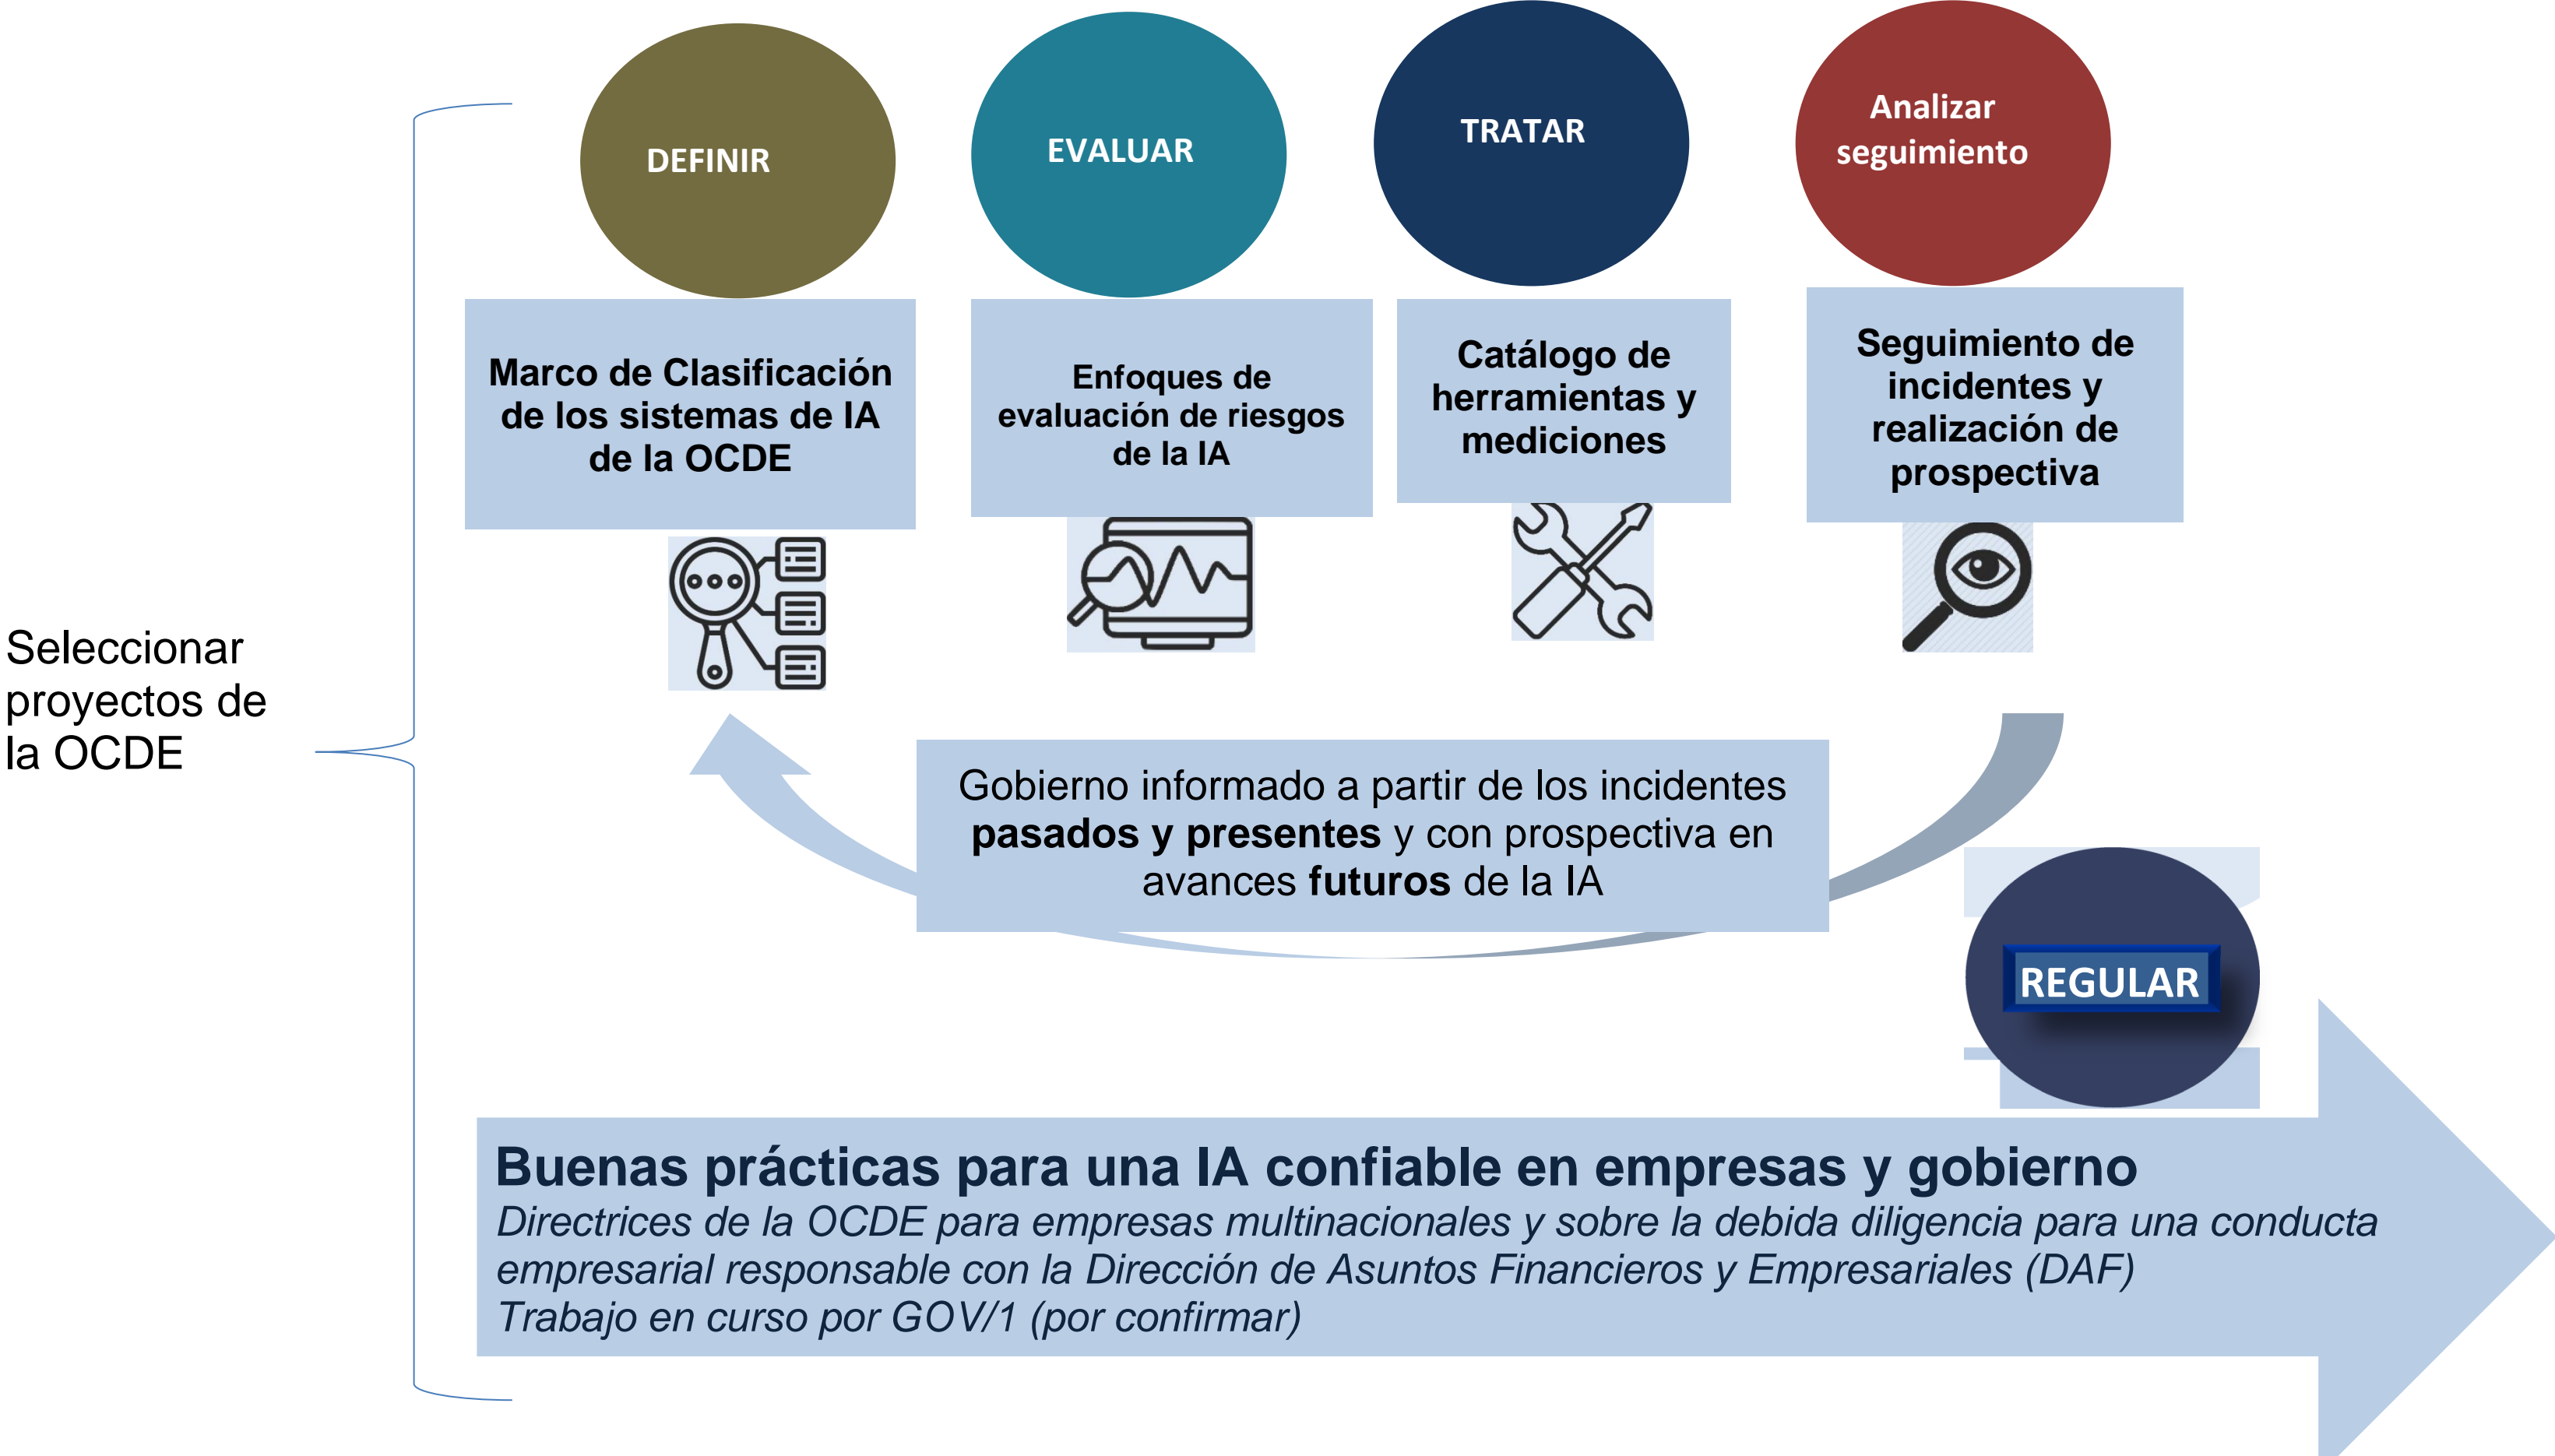 DEFINIR
EVALUAR
TRATAR
Analizar
seguimiento
Marco de Clasificación
de los sistemas de IA
de la OCDE
Enfoques de
evaluación de riesgos
de la IA
Catálogo de
herramientas y
mediciones
Seguimiento de
incidentes y
realización de
prospectiva
Seleccionar
proyectos de
la OCDE
Gobierno informado a partir de los incidentes
pasados y presentes y con prospectiva en
avances futuros de la IA
REGULAR
Buenas prácticas para una IA confiable en empresas y gobierno
Directrices de la OCDE para empresas multinacionales y sobre la debida diligencia para una conducta
empresarial responsable con la Dirección de Asuntos Financieros y Empresariales (DAF)
Trabajo en curso por GOV/1 (por confirmar)